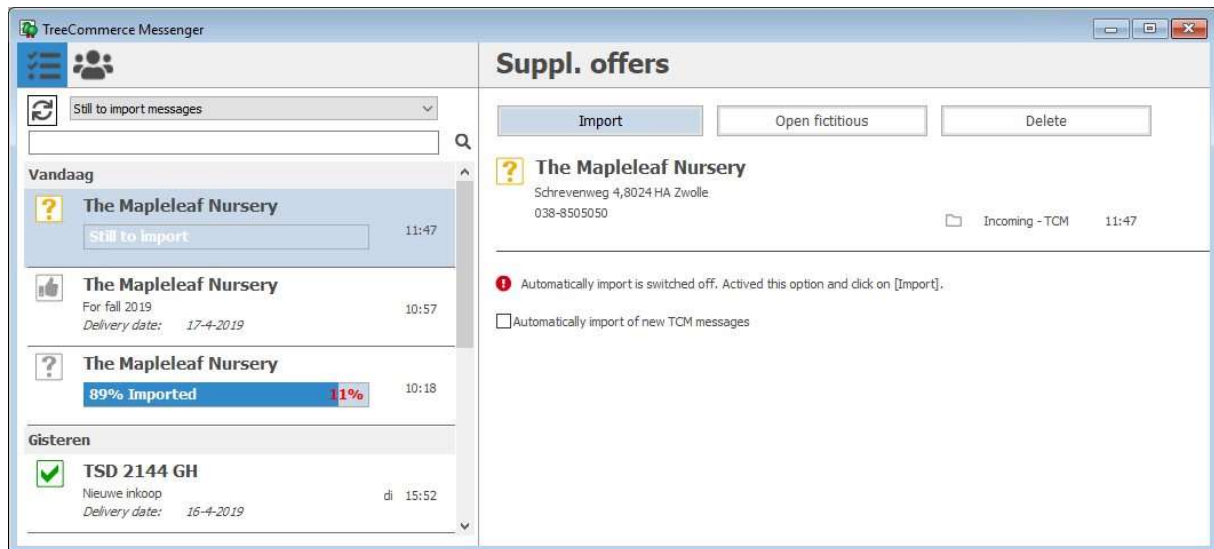 TreeCommerce Messenger
Still to import messages
Vandaag
The Mapleleaf Nursery
Still to import
11:47
The Mapleleaf Nursery
For fall 2019
10:57
Delivery date: 17-4-2019
The Mapleleaf Nursery
89% Imported 11%
10:18
Gisteren
TSD 2144 GH
Nieuwe inkoop
di 15:52
Delivery date: 16-4-2019
Suppl. offers
Import Open fictitious Delete
The Mapleleaf Nursery
Schrevenweg 4,8024 HA Zwolle
038-8505050
Incoming - TCM 11:47
Automatically import is switched off. Actived this option and click on [Import].
Automatically import of new TCM messages